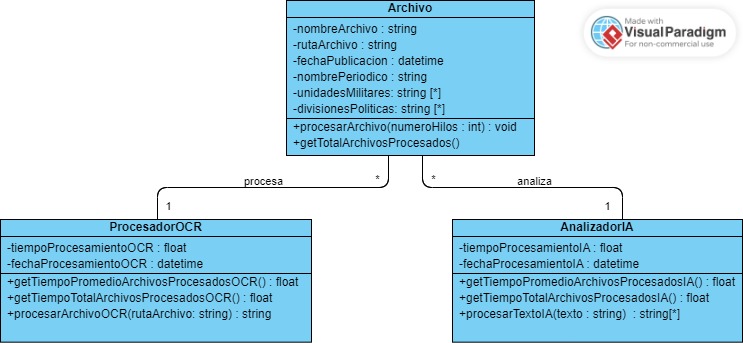 Archivo
-nombreArchivo : string
-rutaArchivo : string
-fechaPublicacion : datetime
-nombrePeriodico : string
-unidadesMilitares: string [*]
-divisionesPoliticas: string [*]
+procesarArchivo(numeroHilos : int) : void
+getTotalArchivosProcesados()
Made with
VisualParadigm
For non-commercial use
procesa
*
1
*
analiza
1
ProcesadorOCR
-tiempoProcesamientoOCR : float
-fechaProcesamientoOCR : datetime
+getTiempoPromedioArchivosProcesadosOCR() : float
+getTiempoTotalArchivosProcesadosOCR() : float
+procesarArchivoOCR(rutaArchivo: string) : string
AnalizadorIA
-tiempoProcesamientoIA : float
-fechaProcesamientoIA : datetime
+getTiempoPromedioArchivosProcesadosIA() : float
+getTiempoTotalArchivosProcesadosIA() : float
+procesarTextoIA(texto : string) : string[*]